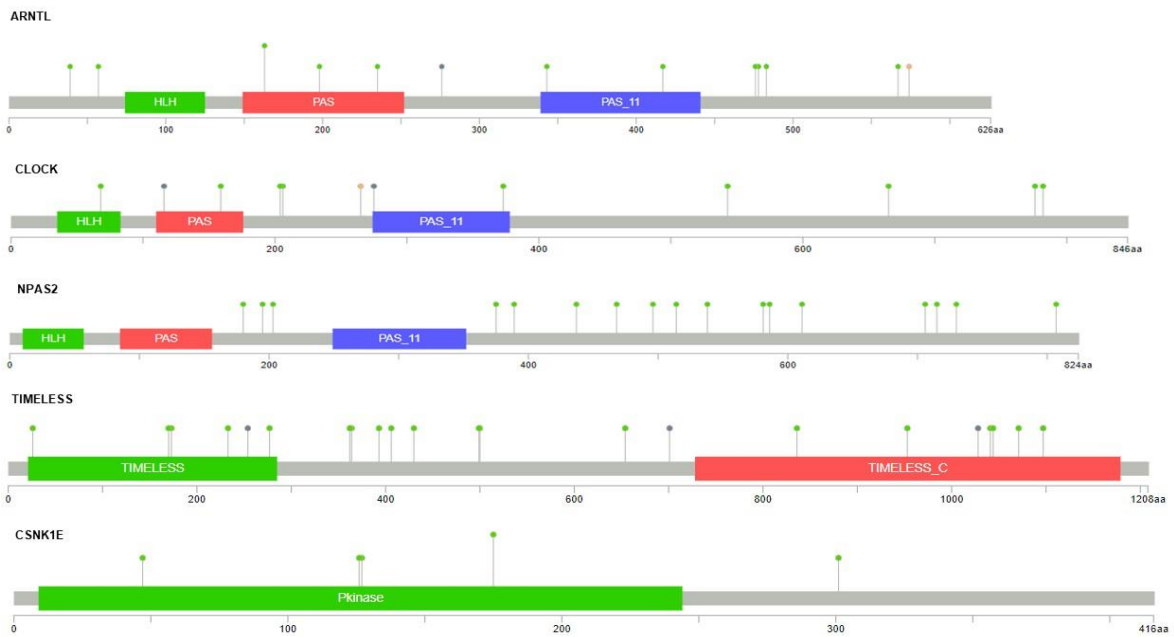 ARNTL
HLH PAS PAS_11
0 100 200 300 400 500 626aa
CLOCK
HLH PAS PAS_11
0 200 400 600 846aa
NPAS2
HLH PAS PAS_11
0 200 400 600 824aa
TIMELESS
TIMELESS TIMELESS_C
0 200 400 600 800 1000 1208aa
CSNK1E
Pkinase
0 100 200 300 416aa